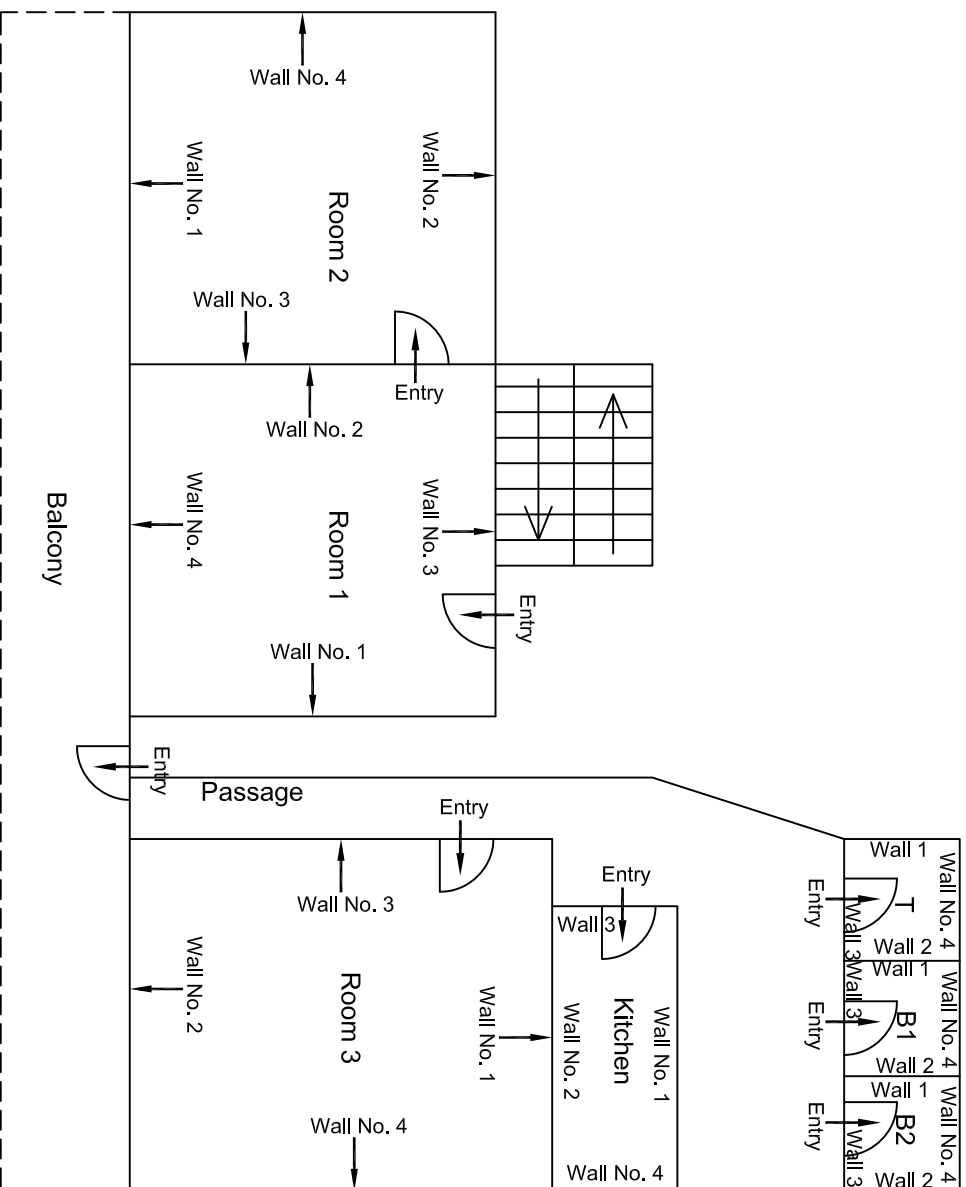 Wall No. 4
Wall No. 1
Wall No. 2
Room 2
Wall No. 3
Entry
Wall No. 2
Wall No. 4
Wall No. 3
Room 1
Balcony
Entry
Wall No. 1
Entry
Passage
Entry
Wall No. 3
Wall No. 2
Room 3
Wall No. 1
Wall No. 4
Entry
Wall 3
Kitchen
Wall No. 2
Wall No. 1
Wall No. 4
Wall 1
Wall No. 4
T
Entry
Wall 3
Wall 2
Wall 1
Wall No. 4
Wall 3
B1
Entry
Wall 2
Wall 1
Wall No. 4
B2
Entry
Wall 3
Wall 2